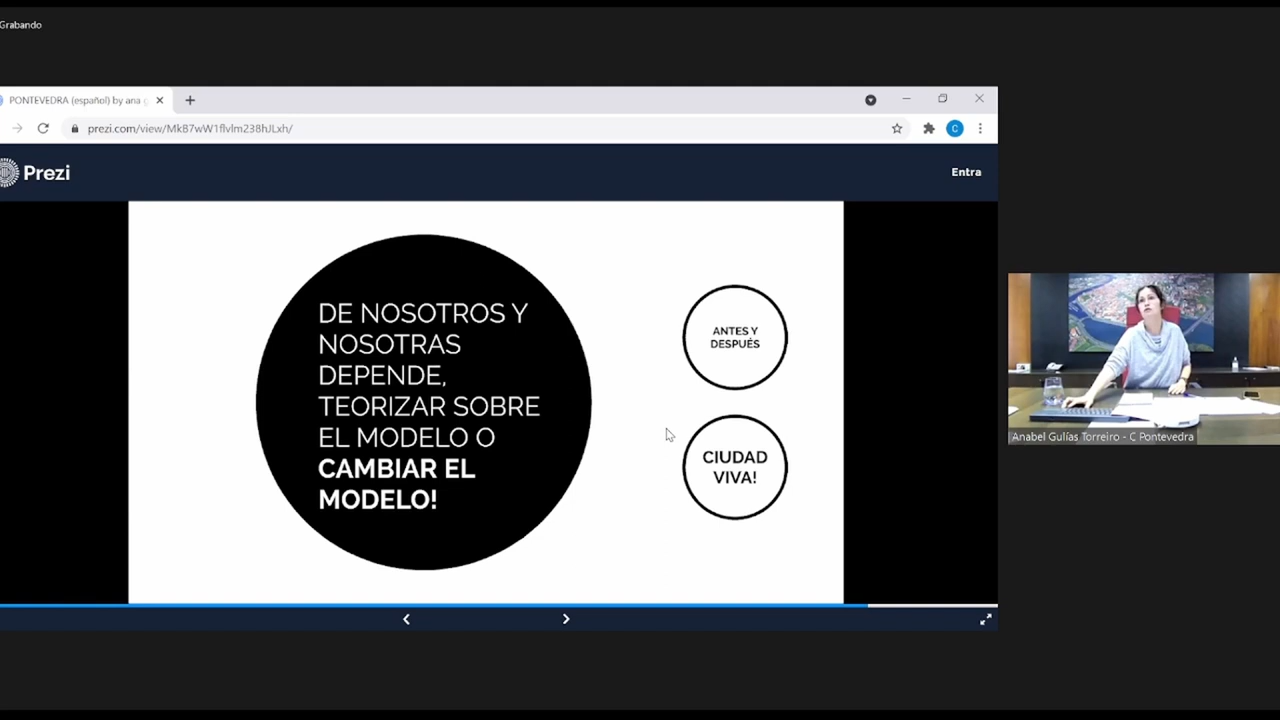 Grabando
PONTEVEDRA (español) by ana g
prezi.com/view/MkB7wW1flvlm238hJLxh/
C
Prezi
Entra
DE NOSOTROS Y
NOSOTRAS
DEPENDE,
TEORIZAR SOBRE
EL MODELO O
CAMBIAR EL
MODELO!
ANTES Y
DESPUÉS
CIUDAD
VIVA!
Anabel Gulías Torreiro - C Pontevedra